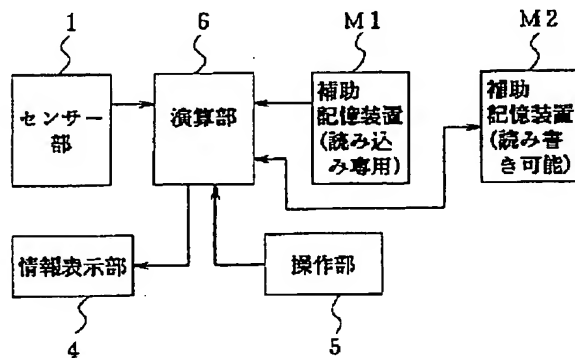 1
6
M1
M2
センサー
部
演算部
補助
記憶装置
(読み込
み専用)
補助
記憶装置
(読み書
き可能)
情報表示部
操作部
4
5